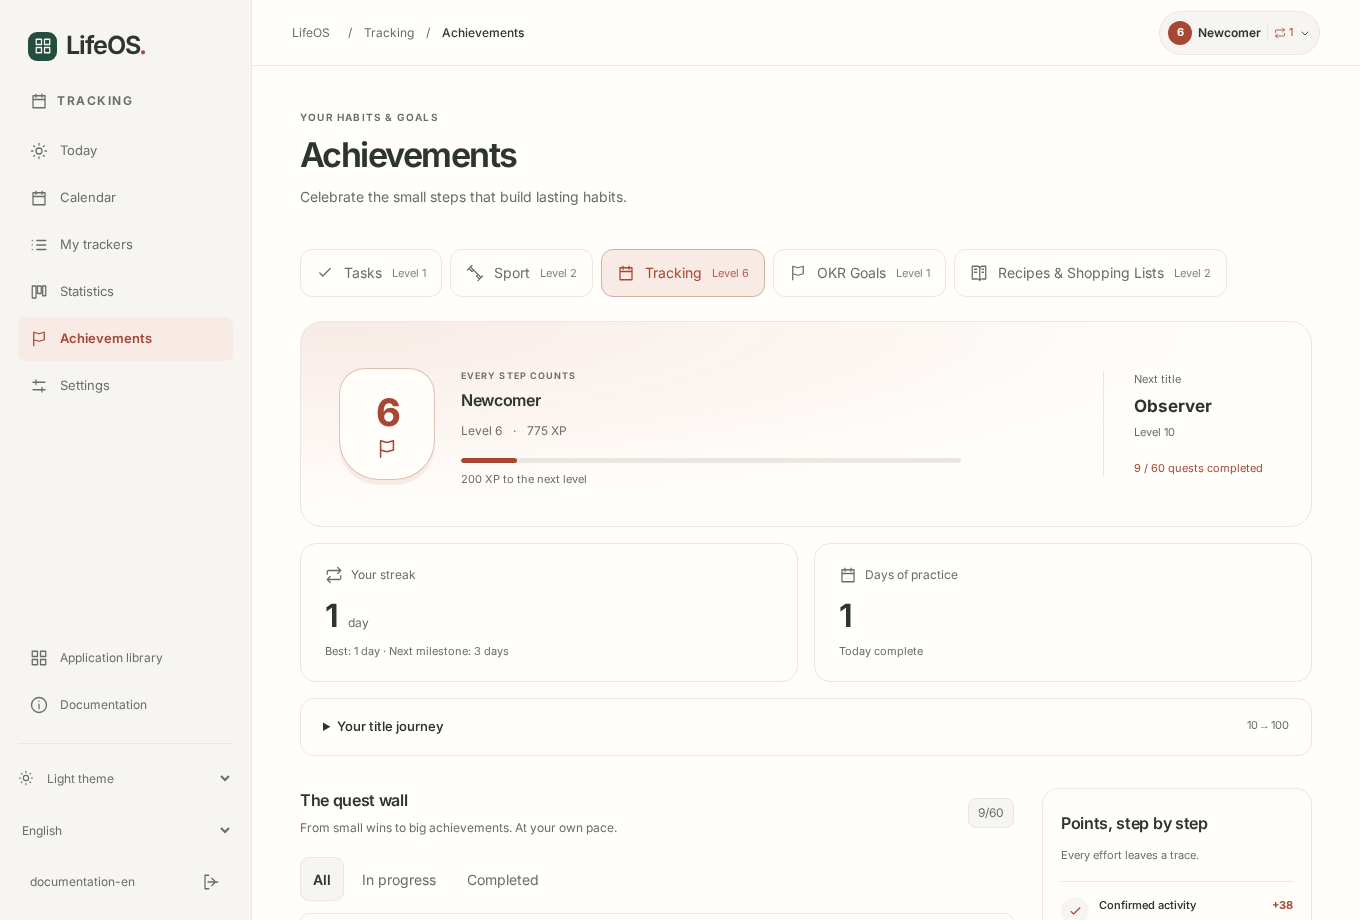 LifeOS.
TRACKING
Today
Calendar
My trackers
Statistics
Achievements
Settings
Application library
Documentation
Light theme
English
documentation-en
LifeOS / Tracking / Achievements
6 Newcomer 1
YOUR HABITS & GOALS
Achievements
Celebrate the small steps that build lasting habits.
Tasks Level 1
Sport Level 2
Tracking Level 6
OKR Goals Level 1
Recipes & Shopping Lists Level 2
6
EVERY STEP COUNTS
Newcomer
Level 6 · 775 XP
200 XP to the next level
Next title
Observer
Level 10
9 / 60 quests completed
Your streak
1 day
Best: 1 day · Next milestone: 3 days
Days of practice
1
Today complete
Your title journey
10 → 100
The quest wall
From small wins to big achievements. At your own pace.
9/60
All
In progress
Completed
Points, step by step
Every effort leaves a trace.
Confirmed activity +38